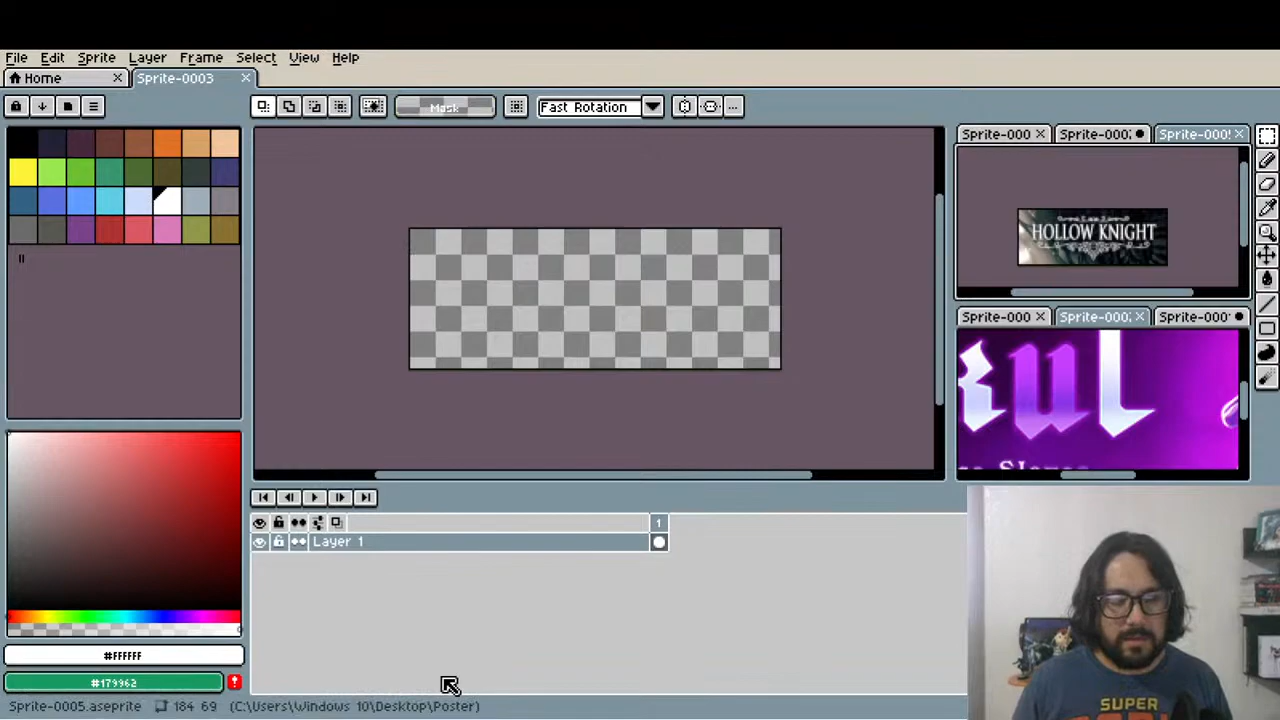 File Edit Sprite Layer Frame Select View Help
Home
Sprite-0003
Mask
Fast Rotation
Sprite-000
Sprite-000
Sprite-000
HOLLOW KNIGHT
Sprite-000
Sprite-000
Sprite-000
ul
1
Layer 1
#FFFFFF
#179962
Sprite-0005.aseprite 184 69 (C:\Users\Windows 10\Desktop\Poster)
SUPER